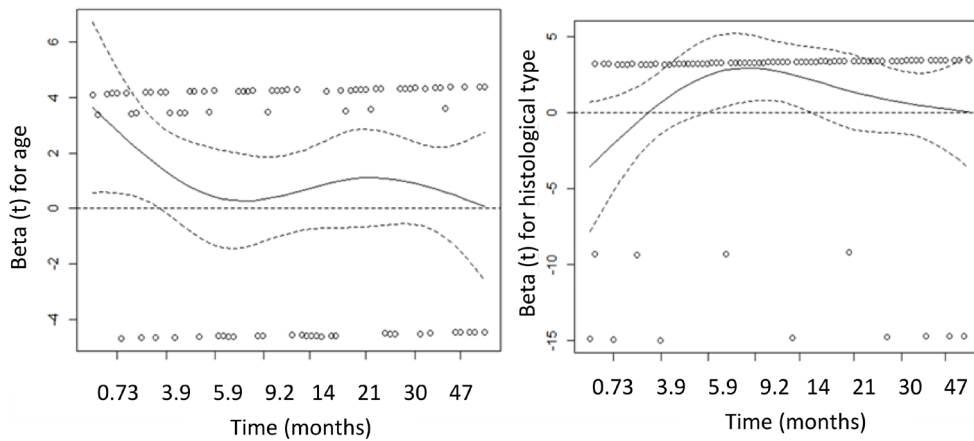 Beta (t) for age
6
4
2
0
-2
-4
0.73 3.9 5.9 9.2 14 21 30 47
Time (months)
Beta (t) for histological type
5
0
-5
-10
-15
0.73 3.9 5.9 9.2 14 21 30 47
Time (months)